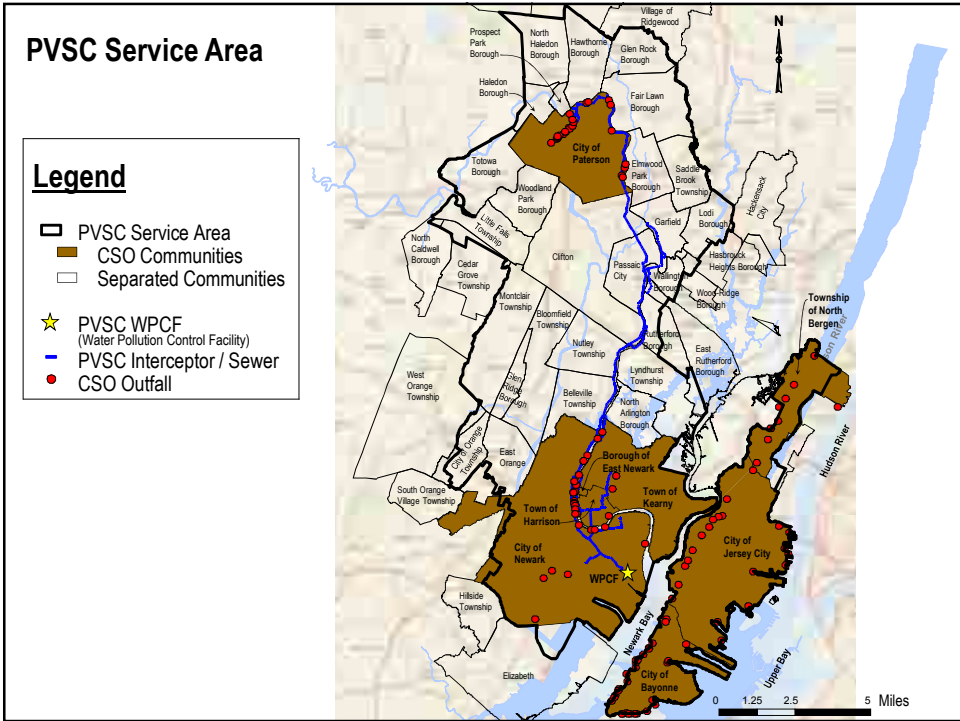 PVSC Service Area
Legend
PVSC Service Area
CSO Communities
Separated Communities
PVSC WPCF
(Water Pollution Control Facility)
PVSC Interceptor / Sewer
CSO Outfall
Village of
Ridgewood
N
Prospect
Park
Borough
North
Haledon
Borough
Hawthorne
Borough
Glen Rock
Borough
Haledon
Borough
Fair Lawn
Borough
City of
Paterson
Totowa
Borough
Elmwood
Park
Borough
Saddle
Brook
Township
Woodland
Park
Borough
Hackensack
City
Little Falls
Township
Garfield
Lodi
Borough
North
Caldwell
Borough
Clifton
Hasbrouck
Heights Borough
Cedar
Grove
Township
Passaic
City
Wallington
Borough
Wood-Ridge
Borough
Montclair
Township
Township
of North
Bergen
Bloomfield
Township
Rutherford
Borough
East
Rutherford
Borough
son River
Nutley
Township
Lyndhurst
Township
West
Orange
Township
Glen
Ridge
Borough
Belleville
Township
North
Arlington
Borough
Hudson River
City of Orange
Township
East
Orange
Borough of
East Newark
South Orange
Village Township
Town of
Kearny
Town of
Harrison
City of
Newark
City of
Jersey City
WPCF
Hillside
Township
Newark Bay
Upper Bay
Elizabeth
City of
Bayonne
0 1.25 2.5 5 Miles